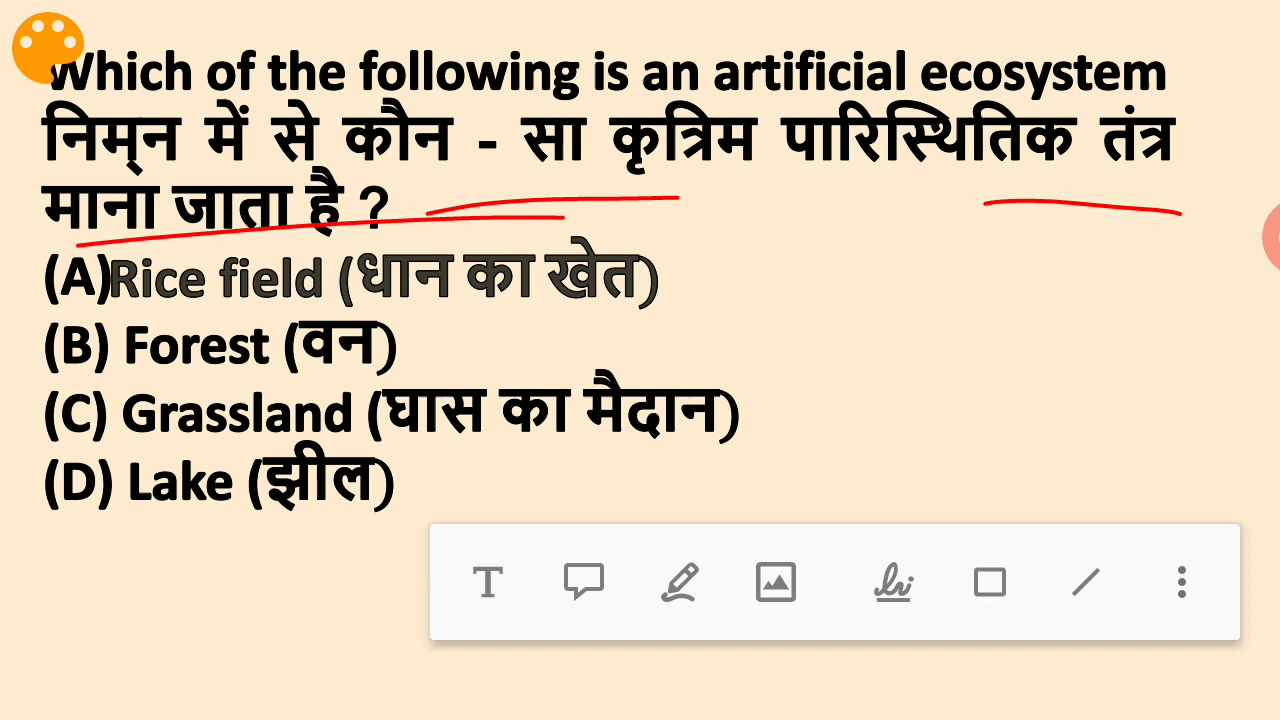 Which of the following is an artificial ecosystem
निम्न में से कौन - सा कृत्रिम पारिस्थितिक तंत्र
माना जाता है ?
(A)Rice field (धान का खेत)
(B) Forest (वन)
(C) Grassland (घास का मैदान)
(D) Lake (झील)
T